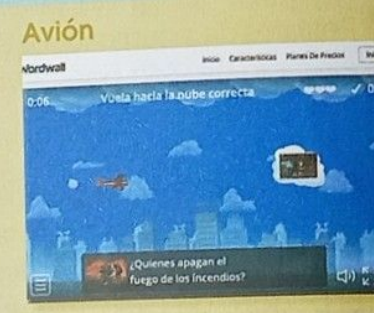 Avión
Wordwall
Inicio Características Planes De Precios
0:06 Vuela hacia la nube correcta
¿Quienes apagan el
fuego de los incendios?